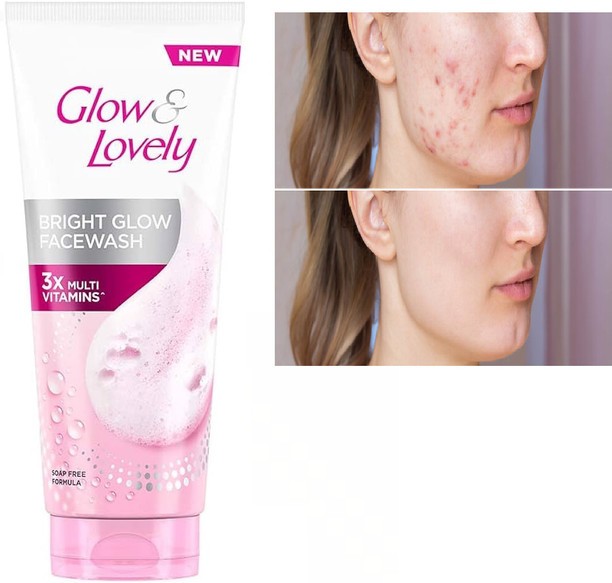 NEW
Glow &
Lovely
BRIGHT GLOW
FACEWASH
3X MULTI
VITAMINS^
SOAP FREE
FORMULA